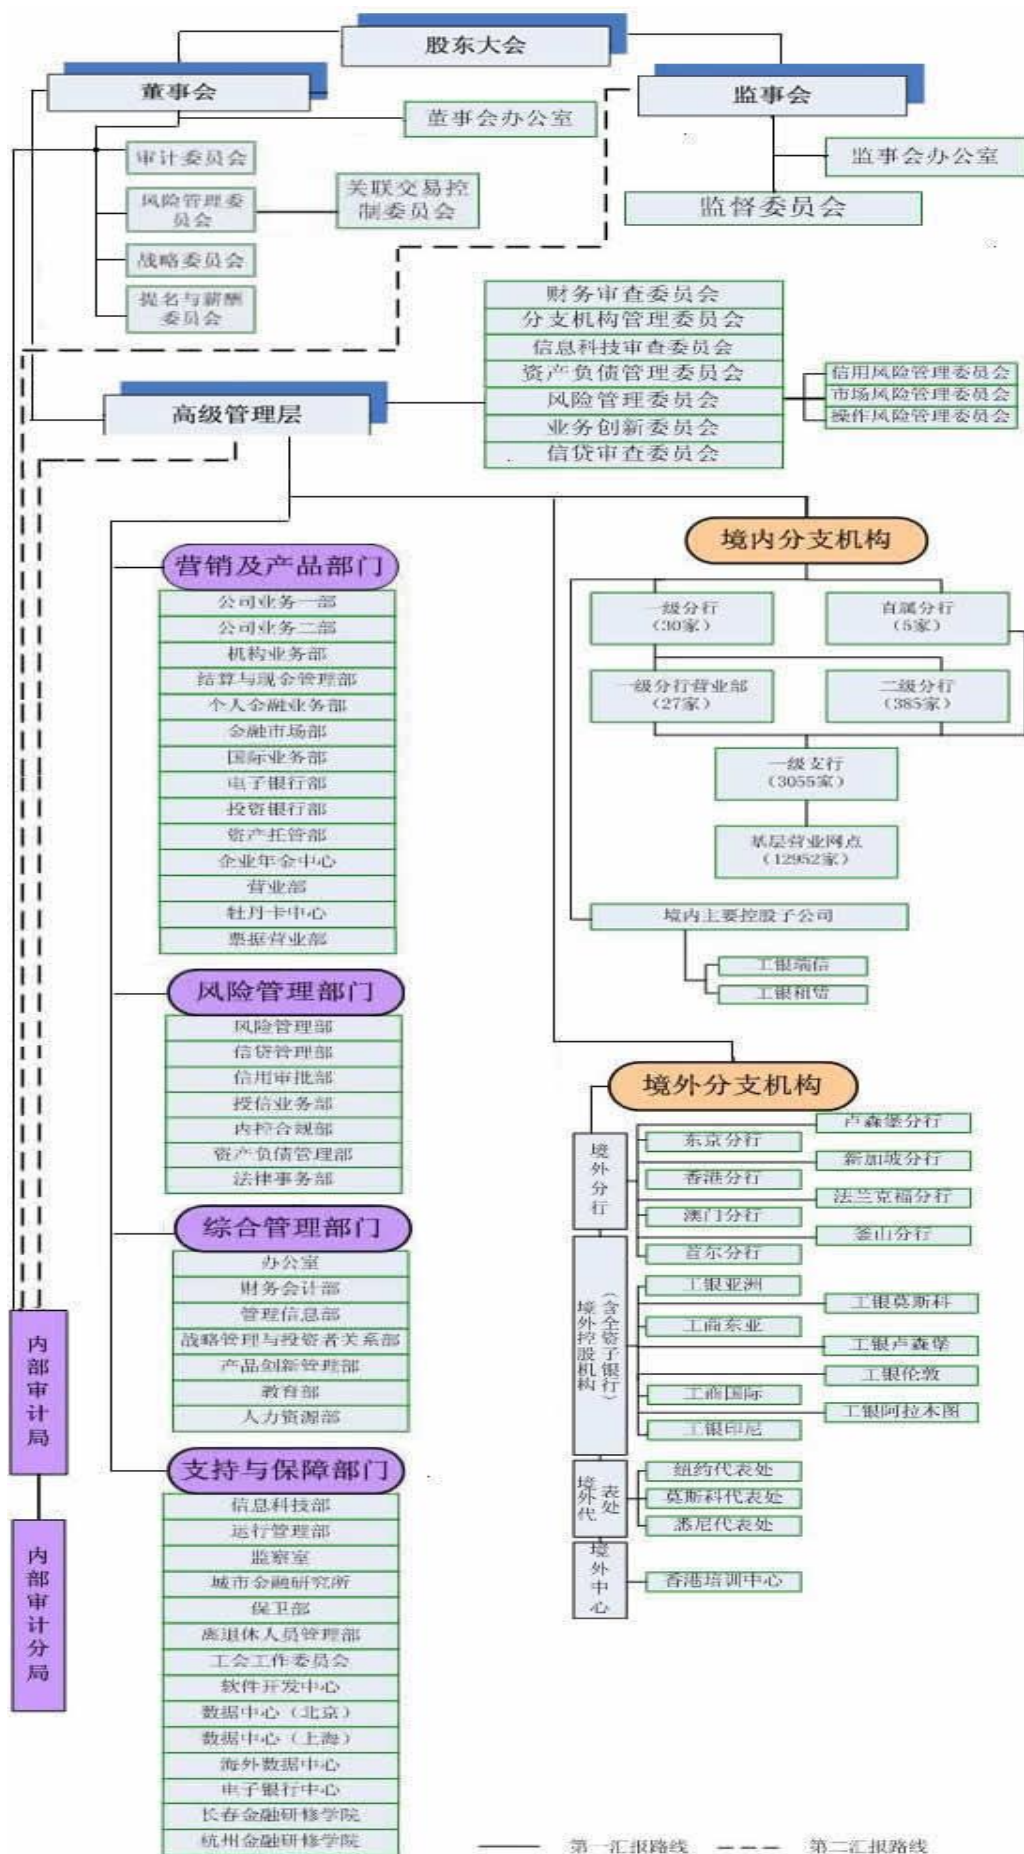 股东大会
董事会
监事会
董事会办公室
监事会办公室
审计委员会
风险管理委
员会
关联交易控
制委员会
监督委员会
战略委员会
提名与薪酬
委员会
财务审查委员会
分支机构管理委员会
信息科技审查委员会
资产负债管理委员会
风险管理委员会
业务创新委员会
信贷审查委员会
信用风险管理委员会
市场风险管理委员会
操作风险管理委员会
高级管理层
营销及产品部门
公司业务一部
公司业务二部
机构业务部
结算与现金管理部
个人金融业务部
金融市场部
国际业务部
电子银行部
投资银行部
资产托管部
企业年金中心
营业部
牡丹卡中心
票据营业部
风险管理部门
风险管理部
信贷管理部
信用审批部
授信业务部
内控合规部
资产负债管理部
法律事务部
综合管理部门
办公室
财务会计部
管理信息部
战略管理与投资者关系部
产品创新管理部
教育部
人力资源部
支持与保障部门
信息科技部
运行管理部
监察室
城市金融研究所
保卫部
离退休人员管理部
工会工作委员会
软件开发中心
数据中心（北京）
数据中心（上海）
海外数据中心
电子银行中心
长春金融研修学院
杭州金融研修学院
内部审计局
内部审计分局
境内分支机构
一级分行
（30家）
直属分行
（5家）
一级分行营业部
（27家）
二级分行
（385家）
一级支行
（3055家）
基层营业网点
（12952家）
境内主要控股子公司
工银瑞信
工银租赁
境外分支机构
境外分行
卢森堡分行
东京分行
新加坡分行
香港分行
法兰克福分行
澳门分行
釜山分行
首尔分行
境外控股机构
（含全资子银行）
工银亚洲
工银莫斯科
工商东亚
工银卢森堡
工银伦敦
工商国际
工银阿拉木图
工银印尼
境外代表处
纽约代表处
莫斯科代表处
悉尼代表处
境外中心
香港培训中心
第一汇报路线
第二汇报路线